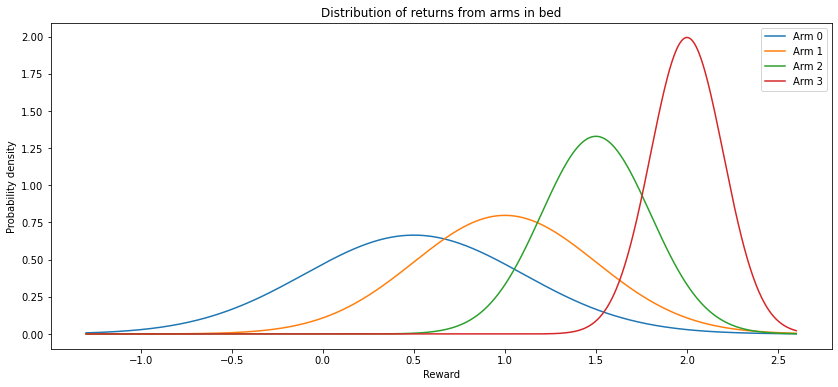 Distribution of returns from arms in bed
Arm 0
Arm 1
Arm 2
Arm 3
Probability density
2.00
1.75
1.50
1.25
1.00
0.75
0.50
0.25
0.00
−1.0 −0.5 0.0 0.5 1.0 1.5 2.0 2.5
Reward